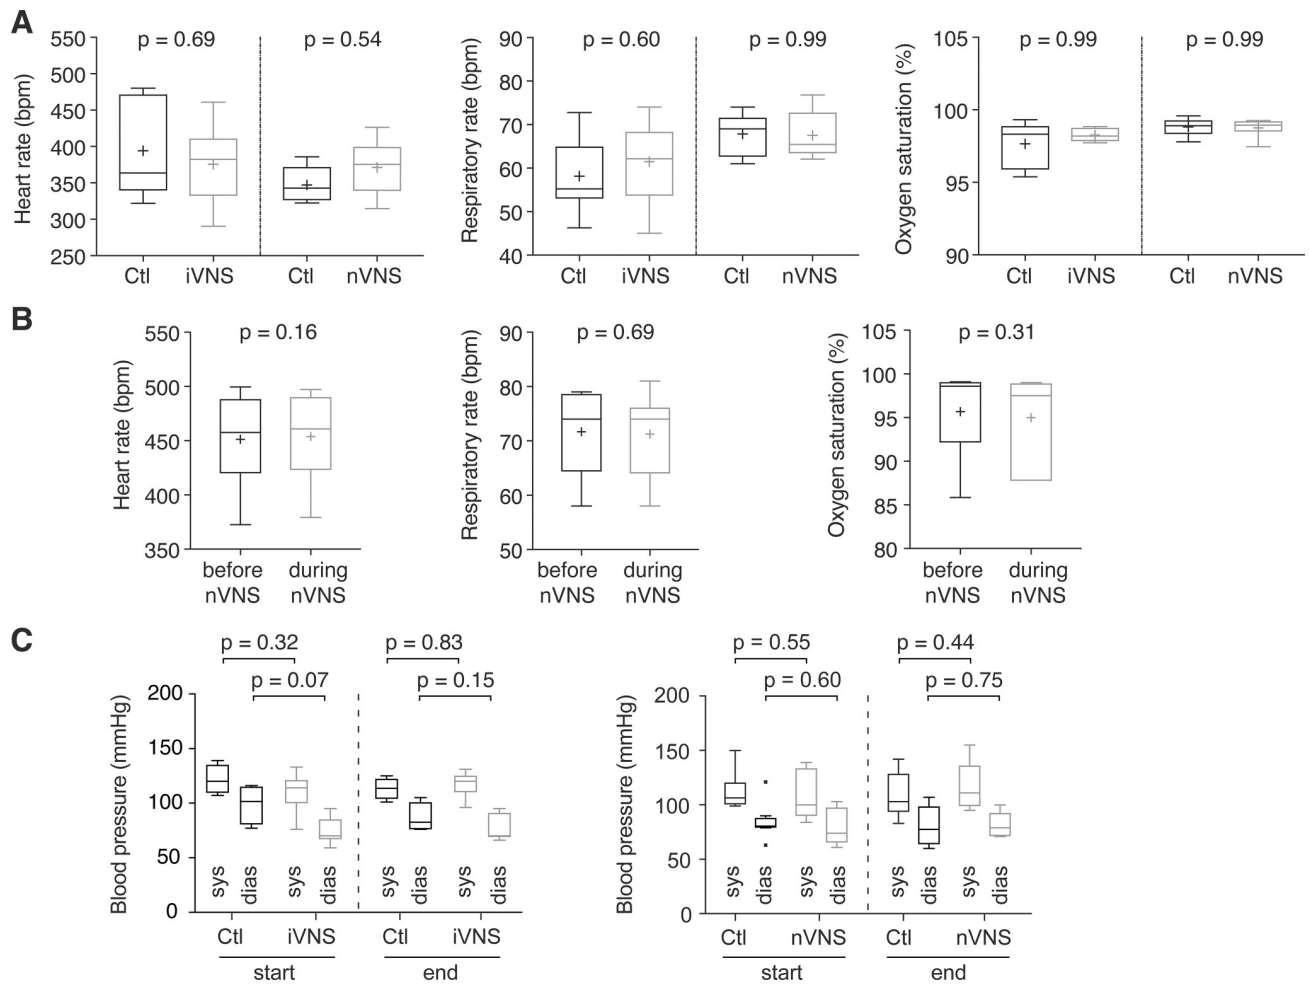 A
p = 0.69
p = 0.54
Heart rate (bpm)
550
500
450
400
350
300
250
Ctl
iVNS
Ctl
nVNS
p = 0.60
p = 0.99
Respiratory rate (bpm)
90
80
70
60
50
40
Ctl
iVNS
Ctl
nVNS
p = 0.99
p = 0.99
Oxygen saturation (%)
105
100
95
90
Ctl
iVNS
Ctl
nVNS
B
p = 0.16
Heart rate (bpm)
550
500
450
400
350
before
nVNS
during
nVNS
p = 0.69
Respiratory rate (bpm)
90
80
70
60
50
before
nVNS
during
nVNS
p = 0.31
Oxygen saturation (%)
105
100
95
90
85
80
before
nVNS
during
nVNS
C
p = 0.32
p = 0.83
p = 0.07
p = 0.15
Blood pressure (mmHg)
200
150
100
50
0
sys
dias
sys
dias
sys
dias
sys
dias
Ctl
iVNS
Ctl
iVNS
start
end
p = 0.55
p = 0.44
p = 0.60
p = 0.75
Blood pressure (mmHg)
200
150
100
50
0
sys
dias
sys
dias
sys
dias
sys
dias
Ctl
nVNS
Ctl
nVNS
start
end